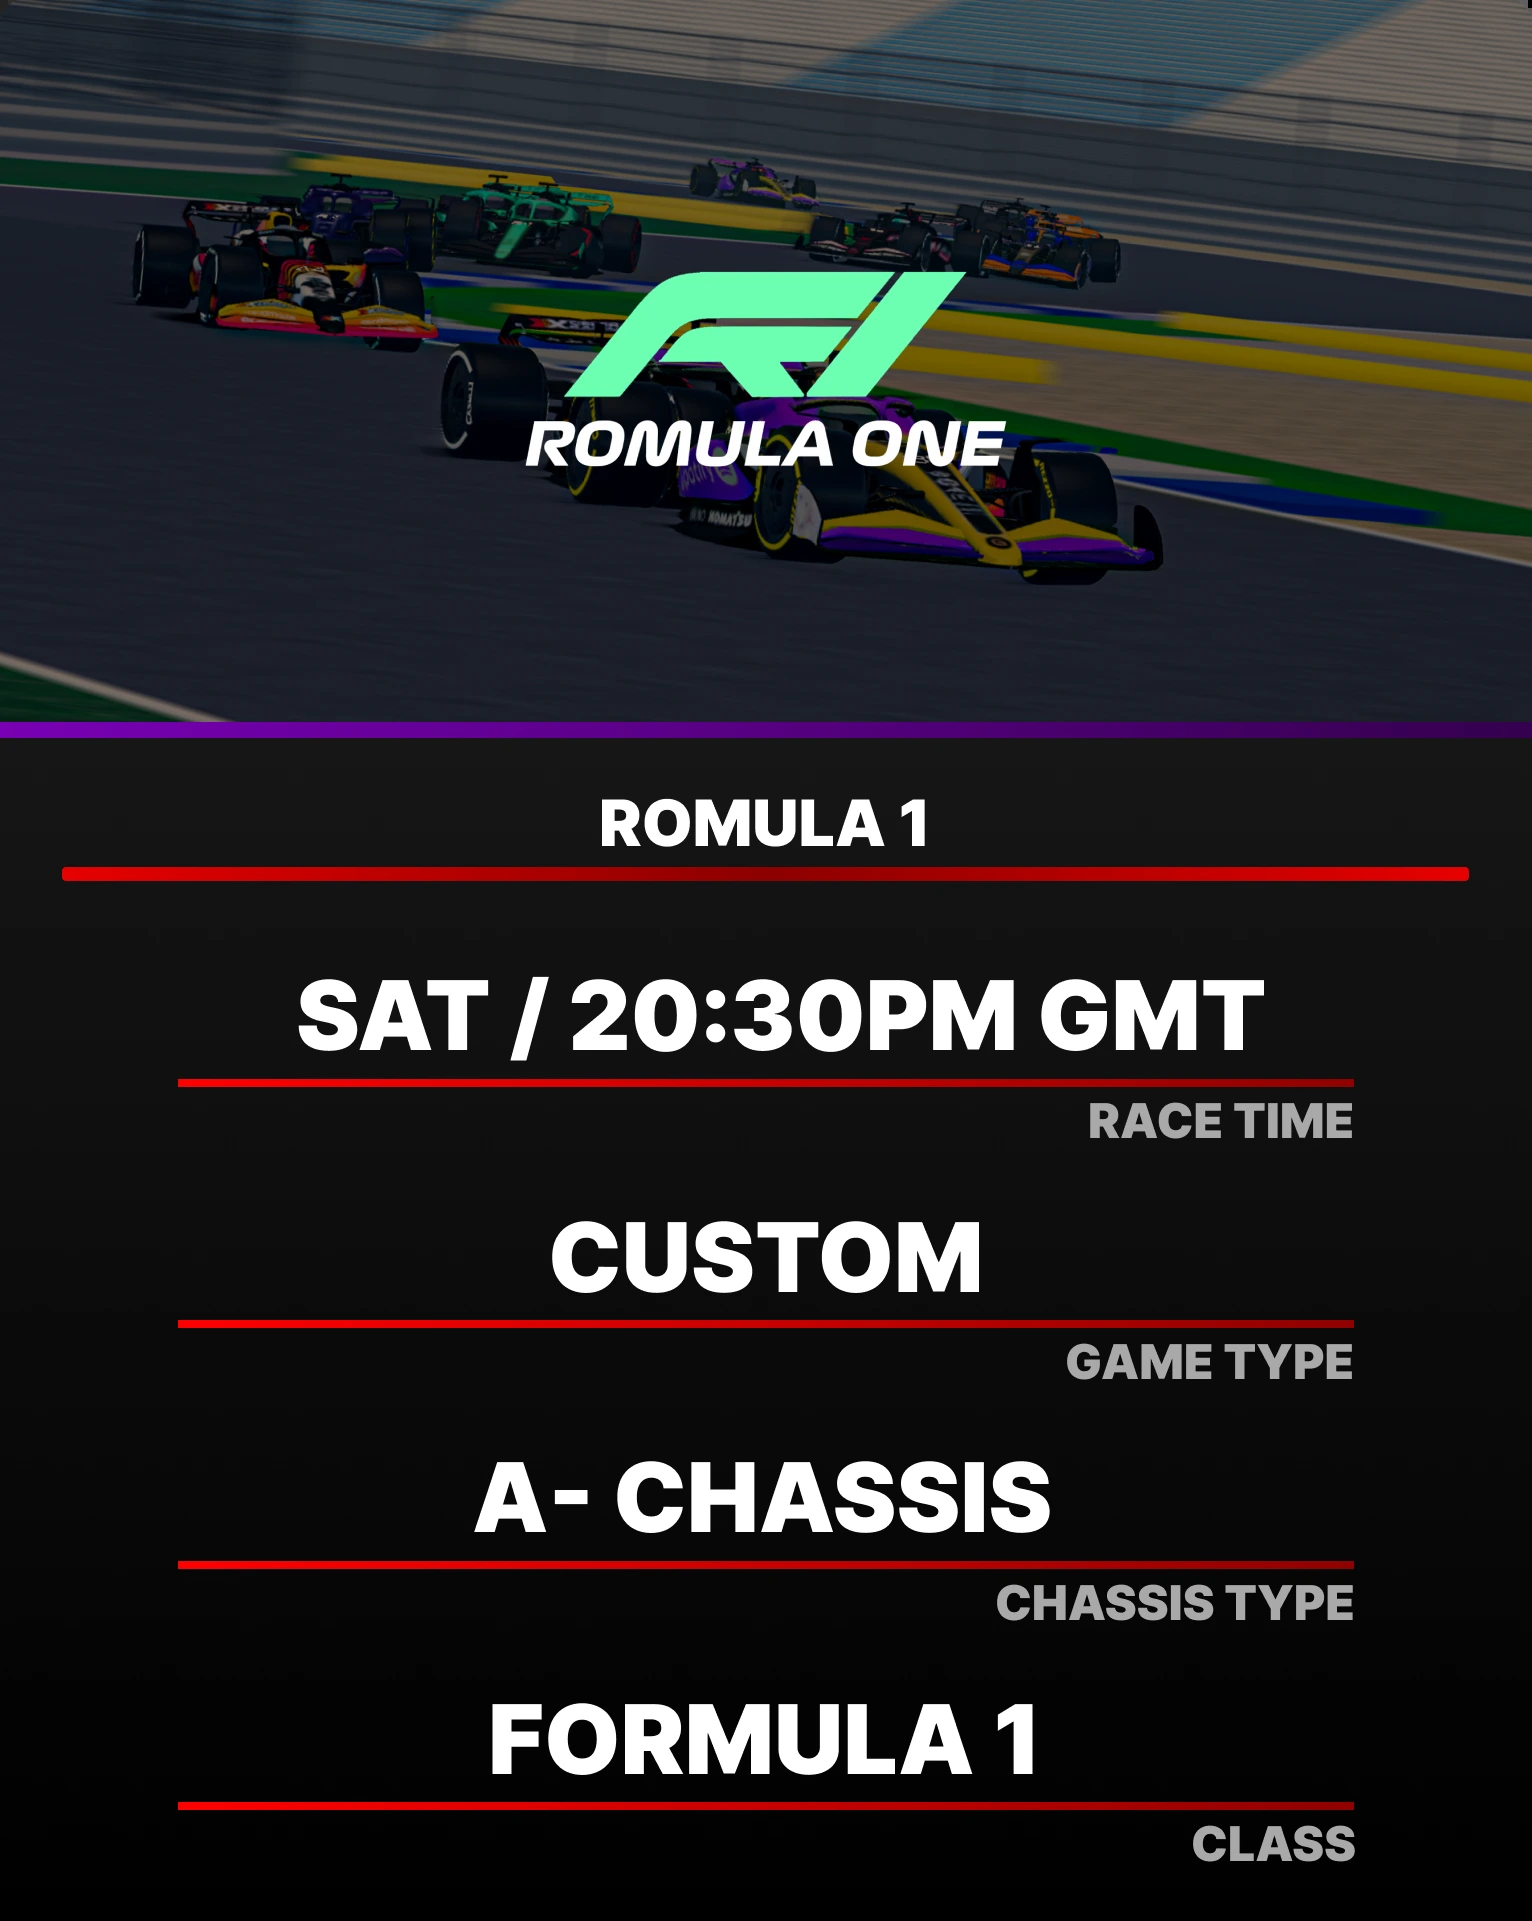 ROMULA ONE
KOMATSU
ROMULA 1
SAT / 20:30PM GMT
RACE TIME
CUSTOM
GAME TYPE
A- CHASSIS
CHASSIS TYPE
FORMULA 1
CLASS